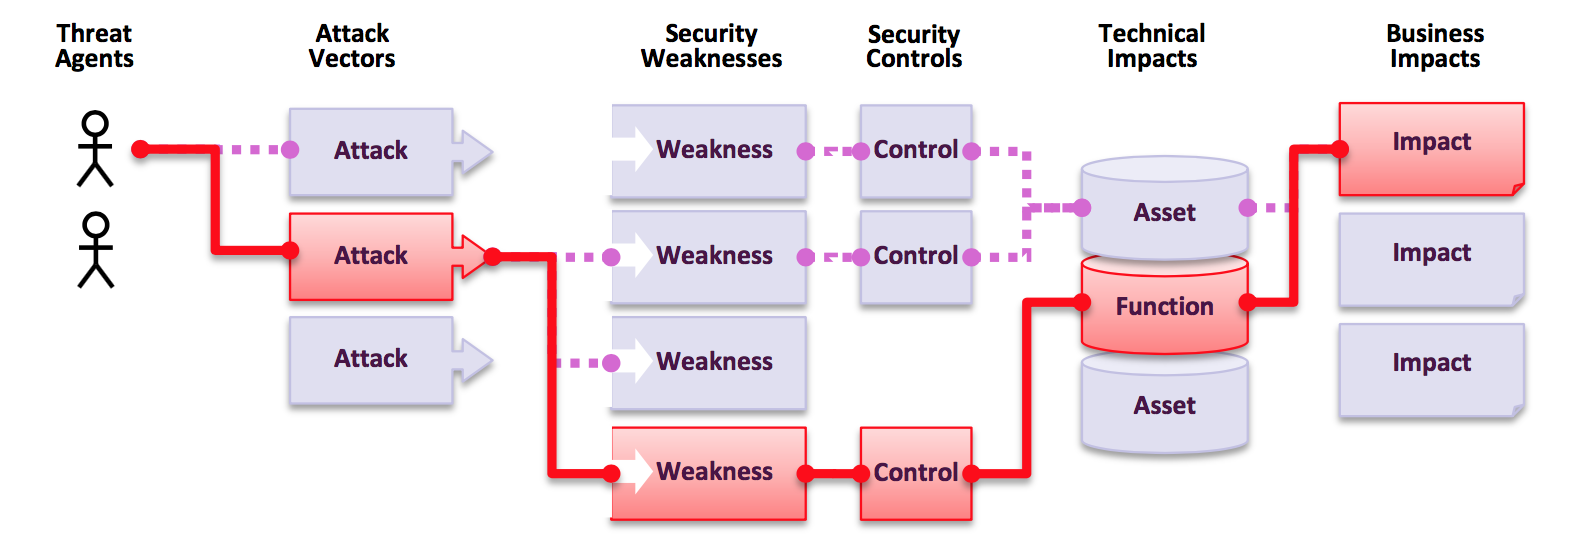 Threat
Agents
Attack
Vectors
Security
Weaknesses
Security
Controls
Technical
Impacts
Business
Impacts
Attack
Weakness
Control
Asset
Impact
Attack
Weakness
Control
Function
Impact
Attack
Weakness
Asset
Impact
Weakness
Control